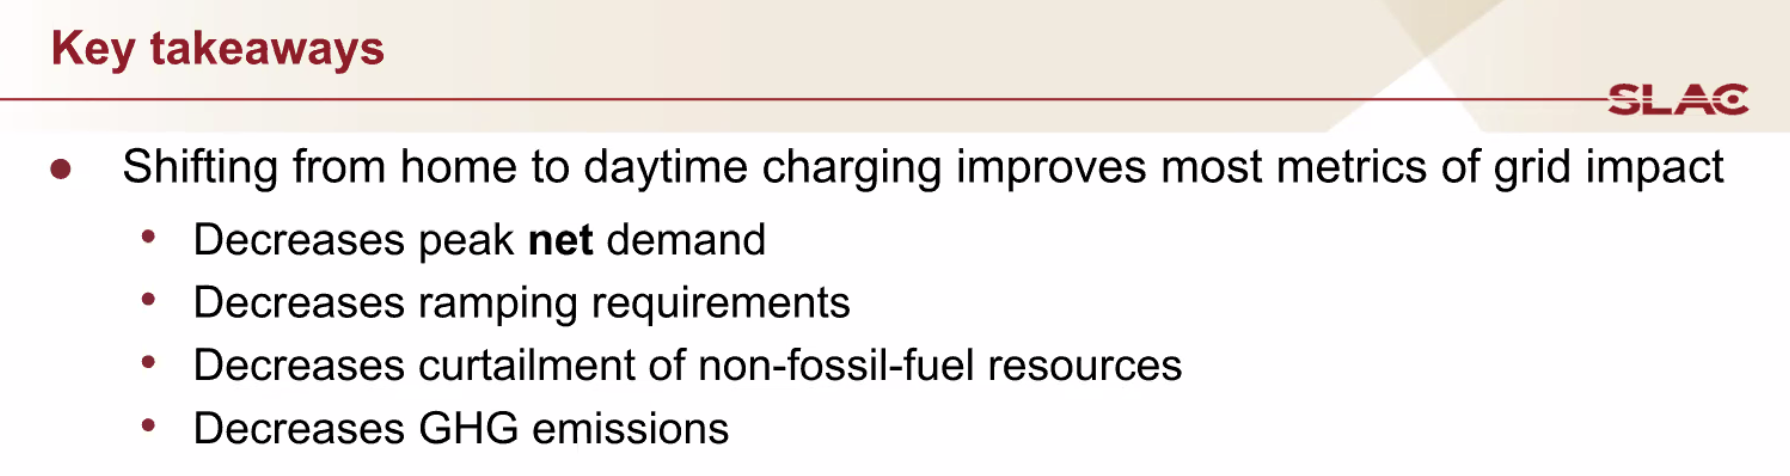 Key takeaways
SLAC
● Shifting from home to daytime charging improves most metrics of grid impact
• Decreases peak net demand
• Decreases ramping requirements
• Decreases curtailment of non-fossil-fuel resources
• Decreases GHG emissions